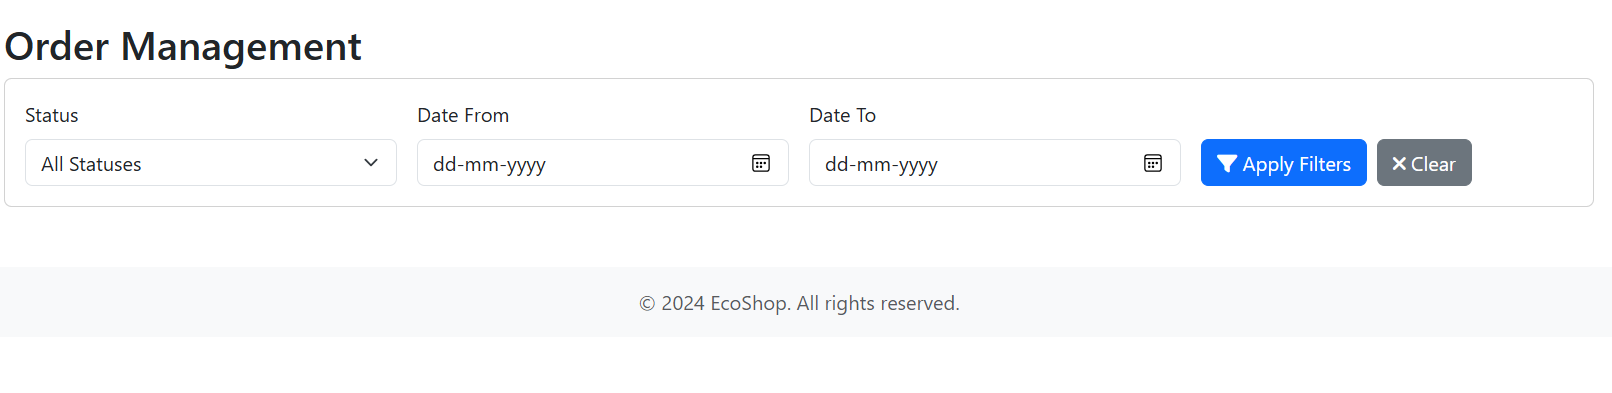 Order Management
Status
Date From
Date To
All Statuses
dd-mm-yyyy
dd-mm-yyyy
Apply Filters
Clear
© 2024 EcoShop. All rights reserved.